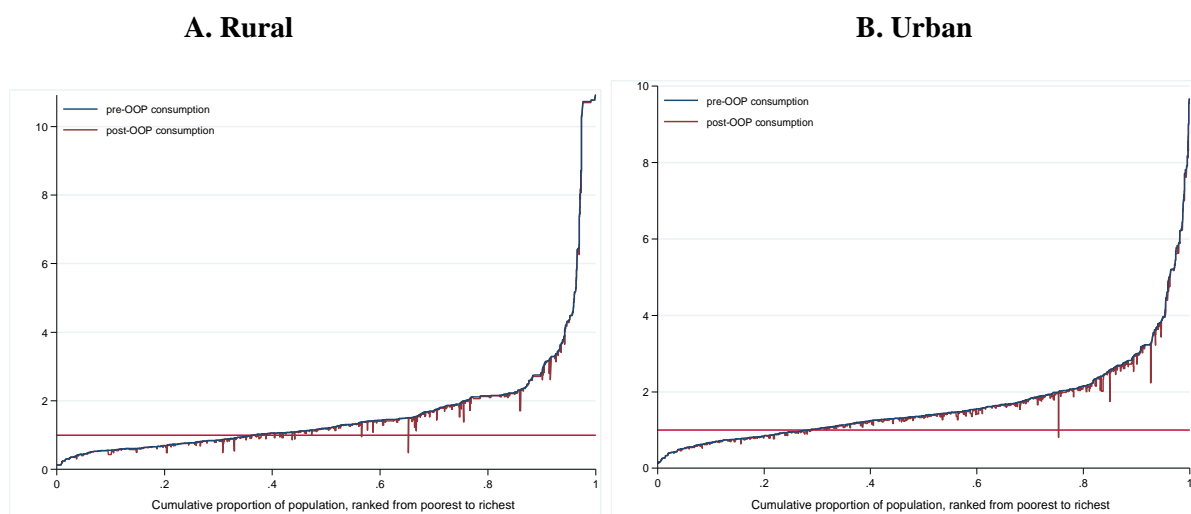 A. Rural
pre-OOP consumption
post-OOP consumption
10
8
6
4
2
0
0 .2 .4 .6 .8 1
Cumulative proportion of population, ranked from poorest to richest
B. Urban
10
pre-OOP consumption
post-OOP consumption
8
6
4
2
0
0 .2 .4 .6 .8 1
Cumulative proportion of population, ranked from poorest to richest